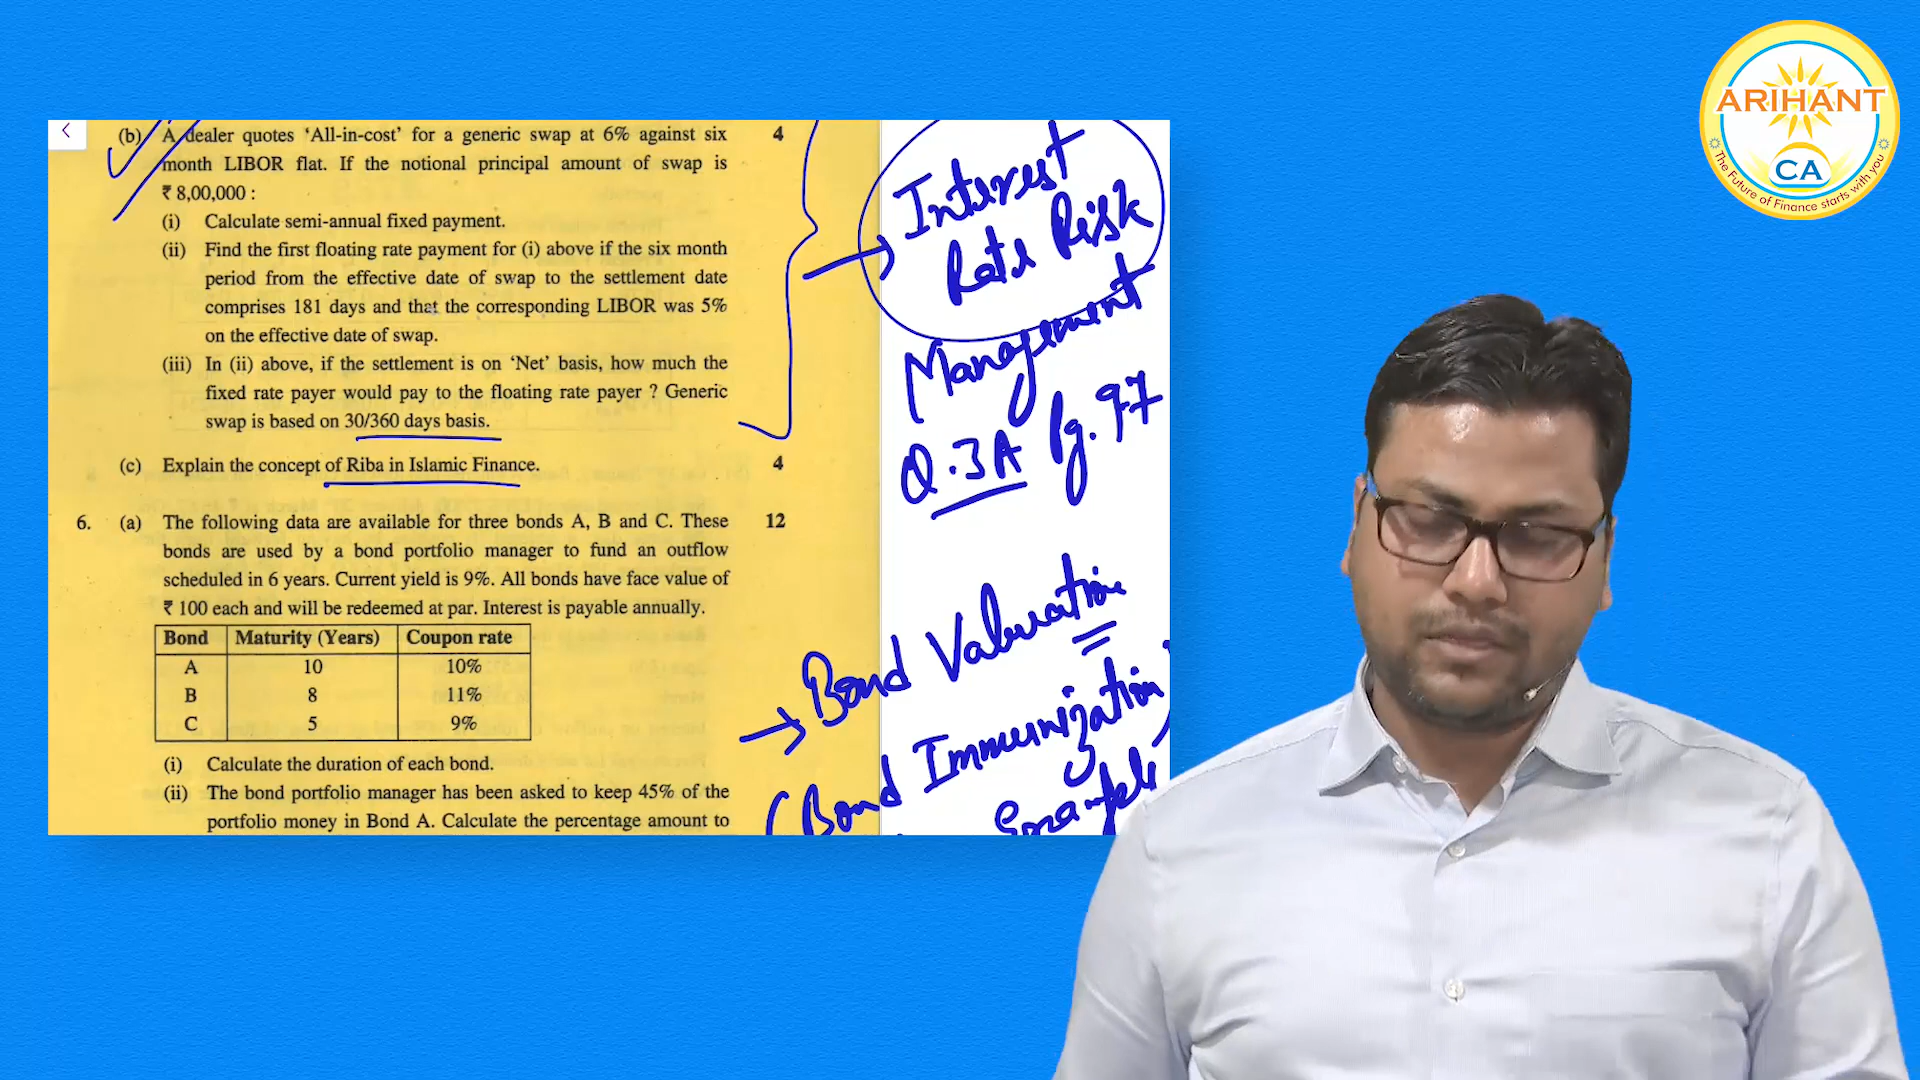 (b) A dealer quotes ‘All-in-cost’ for a generic swap at 6% against six 4
month LIBOR flat. If the notional principal amount of swap is
₹ 8,00,000 :
(i) Calculate semi-annual fixed payment.
(ii) Find the first floating rate payment for (i) above if the six month
period from the effective date of swap to the settlement date
comprises 181 days and that the corresponding LIBOR was 5%
on the effective date of swap.
(iii) In (ii) above, if the settlement is on ‘Net’ basis, how much the
fixed rate payer would pay to the floating rate payer ? Generic
swap is based on 30/360 days basis.
(c) Explain the concept of Riba in Islamic Finance. 4
6. (a) The following data are available for three bonds A, B and C. These 12
bonds are used by a bond portfolio manager to fund an outflow
scheduled in 6 years. Current yield is 9%. All bonds have face value of
₹ 100 each and will be redeemed at par. Interest is payable annually.
Bond Maturity (Years) Coupon rate
A 10 10%
B 8 11%
C 5 9%
(i) Calculate the duration of each bond.
(ii) The bond portfolio manager has been asked to keep 45% of the
portfolio money in Bond A. Calculate the percentage amount to
Interest
Rate Risk
Management
Q.3A Pg.97
Bond Valuation
(Bond Immunization
ARIHANT
CA
The Future of Finance starts with you